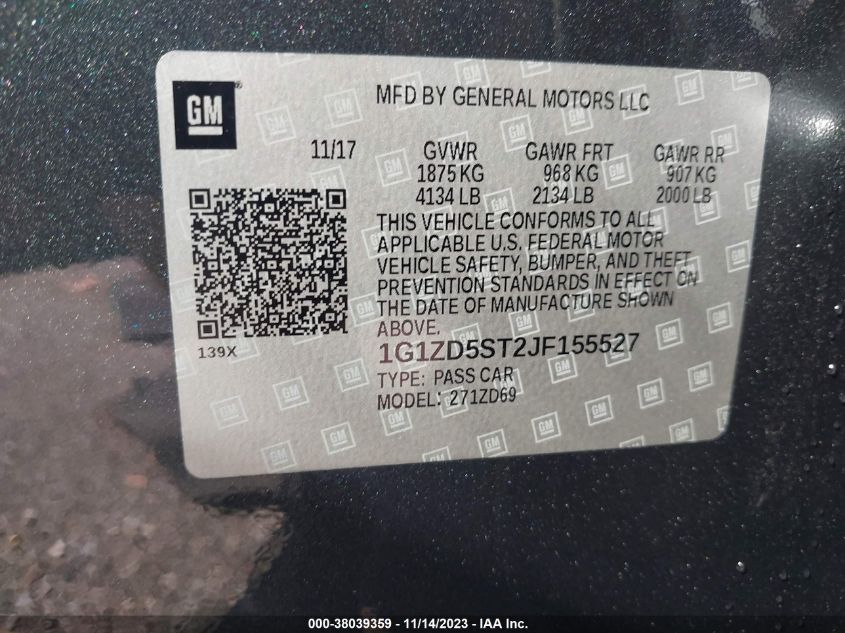 GM ®
MFD BY GENERAL MOTORS LLC
11/17 GVWR GAWR FRT GAWR RR
1875 KG 968 KG 907 KG
4134 LB 2134 LB 2000 LB
THIS VEHICLE CONFORMS TO ALL
APPLICABLE U.S. FEDERAL MOTOR
VEHICLE SAFETY, BUMPER, AND THEFT
PREVENTION STANDARDS IN EFFECT ON
THE DATE OF MANUFACTURE SHOWN
ABOVE.
139X
1G1ZD5ST2JF155527
TYPE: PASS CAR
MODEL: 271ZD69
000-38039359 - 11/14/2023 - IAA Inc.